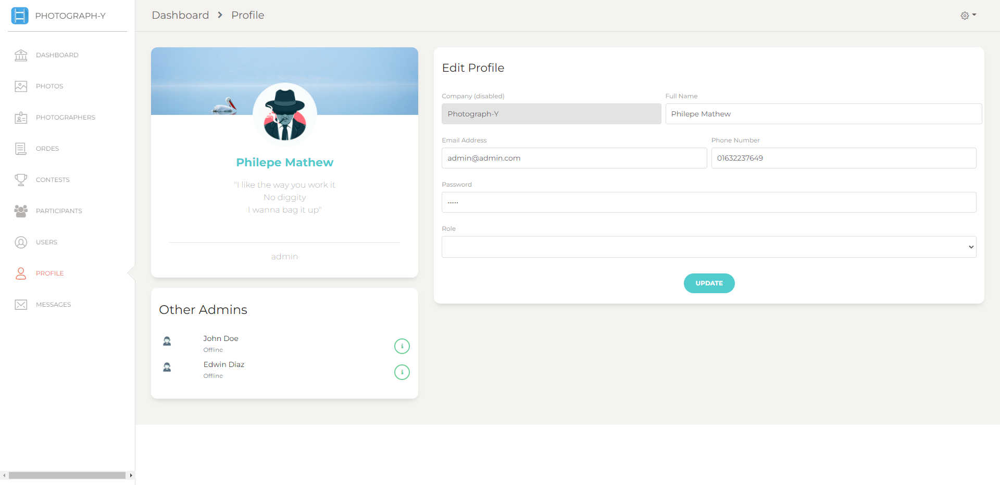 PHOTOGRAPH-Y
DASHBOARD
PHOTOS
PHOTOGRAPHERS
ORDES
CONTESTS
PARTICIPANTS
USERS
PROFILE
MESSAGES
Dashboard > Profile
Philepe Mathew
"I like the way you work it
No diggity
I wanna bag it up"
admin
Other Admins
John Doe
Offline
Edwin Diaz
Offline
Edit Profile
Company (disabled) Full Name
Photograph-Y Philepe Mathew
Email Address Phone Number
admin@admin.com 01632237649
Password
·····
Role
UPDATE